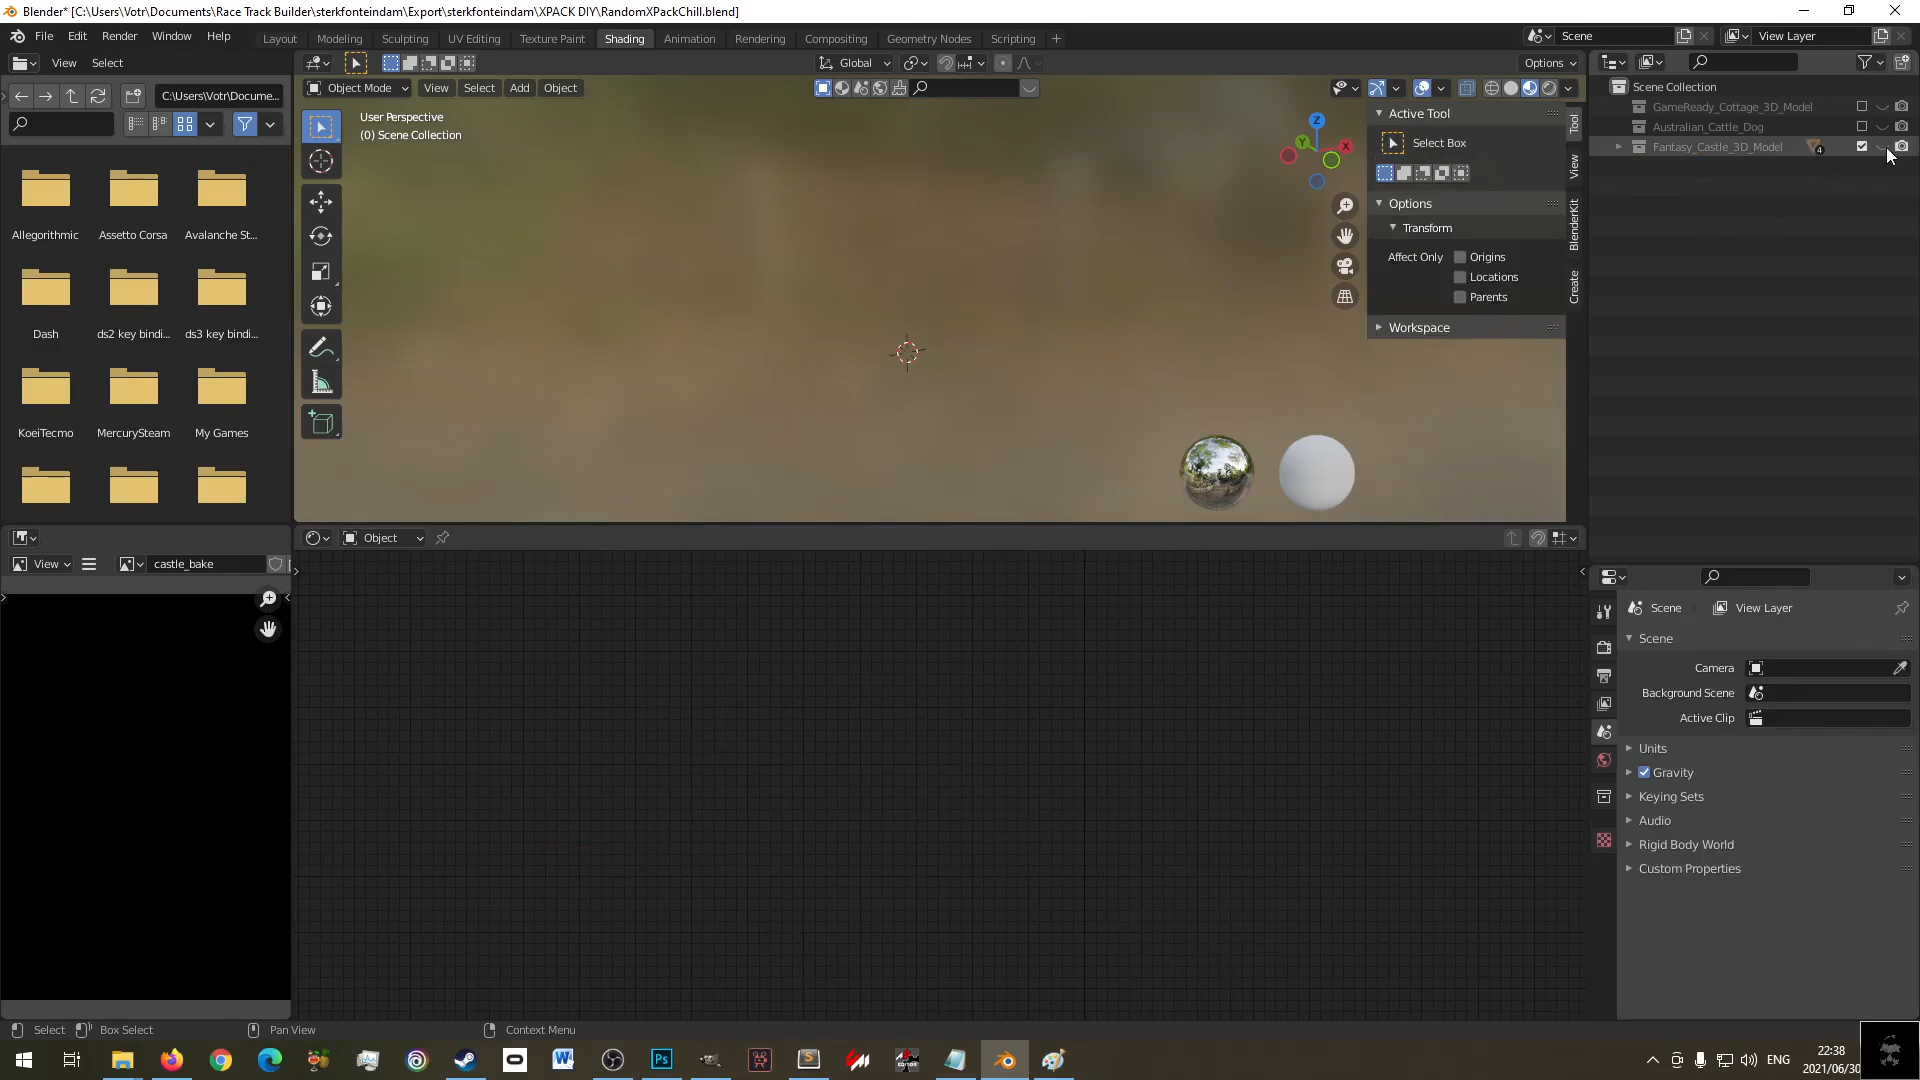 Blender* [C:\Users\Votr\Documents\Race Track Builder\sterkfonteindam\Export\sterkfonteindam\XPACK DIY\RandomXPackChill.blend]
File Edit Render Window Help
Layout Modeling Sculpting UV Editing Texture Paint Shading Animation Rendering Compositing Geometry Nodes Scripting
Scene
View Layer
View Select
Global
Options
C:\Users\Votr\Docume...
Object Mode View Select Add Object
User Perspective
(0) Scene Collection
Z
Y
X
Active Tool
Select Box
Options
Transform
Affect Only Origins
Locations
Parents
Workspace
Tool
View
BlenderKit
Create
Scene Collection
GameReady_Cottage_3D_Model
Australian_Cattle_Dog
Fantasy_Castle_3D_Model
4
Allegorithmic
Assetto Corsa
Avalanche St...
Dash
ds2 key bindi...
ds3 key bindi...
KoeiTecmo
MercurySteam
My Games
View
castle_bake
Object
Scene View Layer
Scene
Camera
Background Scene
Active Clip
Units
Gravity
Keying Sets
Audio
Rigid Body World
Custom Properties
Select Box Select Pan View Context Menu
Ps
ENG
22:38
2021/06/30